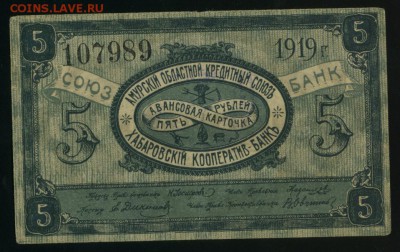 COINS.LAVE.RU
5 5
107989 1919г
АМУРСКІЙ ОБЛАСТНОЙ КРЕДИТНЫЙ СОЮЗЪ
СОЮЗ БАНК
АВАНСОВАЯ КАРТОЧКА
ПЯТЬ РУБЛЕЙ
5 5
ХАБАРОВСКІЙ КООПЕРАТИВ-БАНКЪ
5 5